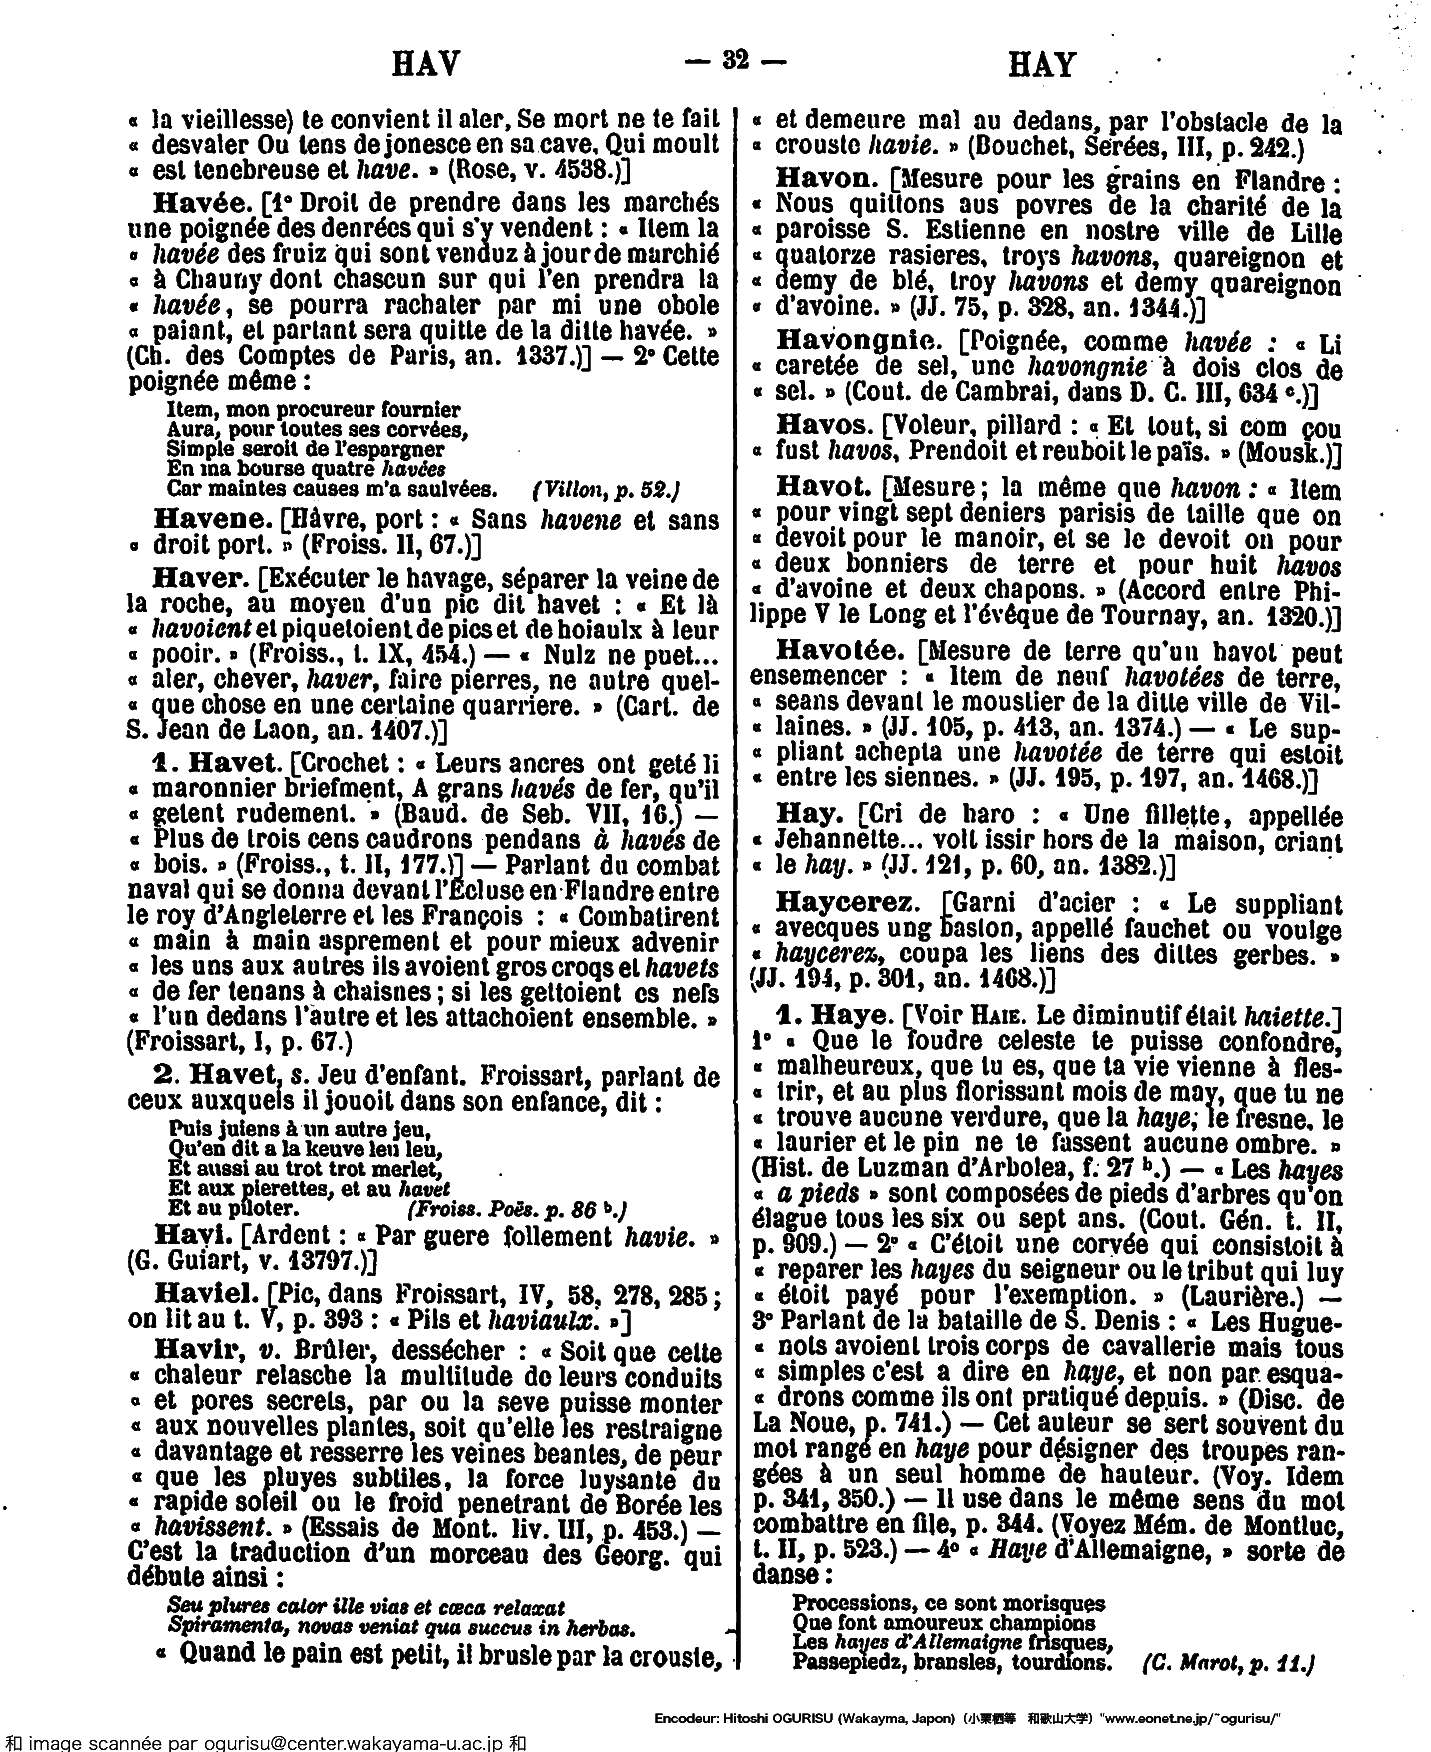 HAV — 32 — HAY
« la vieillesse) te convient il aler, Se mort ne te fait
« desvaler Ou tens de jonesce en sa cave, Qui moult
« est tenebreuse et have. » (Rose, v. 4538.)]
Havée. [1° Droit de prendre dans les marchés
une poignée des denrées qui s'y vendent : « Item la
« havée des fruiz qui sont venduz à jour de marchié
« à Chauny dont chascun sur qui l'en prendra la
« havée, se pourra rachater par mi une obole
« paiant, et partant sera quitte de la ditte havée. »
(Ch. des Comptes de Paris, an. 1337.)] — 2° Cette
poignée même :
Item, mon procureur fournier
Aura, pour toutes ses corvées,
Simple seroit de l'espargner
En ma bourse quatre havées
Car maintes causes m'a saulvées. (Villon, p. 52.)
Havene. [Hâvre, port : « Sans havene et sans
« droit port. » (Froiss. II, 67.)]
Haver. [Exécuter le havage, séparer la veine de
la roche, au moyen d'un pic dit havet : « Et là
« havoient et piquetoient de pics et de hoiaulx à leur
« pooir. » (Froiss., t. IX, 454.) — « Nulz ne puet...
« aler, chever, haver, faire pierres, ne autre quel-
« que chose en une certaine quarriere. » (Cart. de
S. Jean de Laon, an. 1407.)]
1. Havet. [Crochet : « Leurs ancres ont geté li
« maronnier briefment, A grans havés de fer, qu'il
« getent rudement. » (Baud. de Seb. VII, 16.) —
« Plus de trois cens caudrons pendans à havés de
« bois. » (Froiss., t. II, 177.)] — Parlant du combat
naval qui se donna devant l'Ecluse en Flandre entre
le roy d'Angleterre et les François : « Combatirent
« main à main asprement et pour mieux advenir
« les uns aux autres ils avoient gros croqs et havets
« de fer tenans à chaisnes ; si les gettoient es nefs
« l'un dedans l'autre et les attachoient ensemble. »
(Froissart, I, p. 67.)
2. Havet, s. Jeu d'enfant. Froissart, parlant de
ceux auxquels il jouoit dans son enfance, dit :
Puis juiens à un autre jeu,
Qu'en dit a la keuve leu leu,
Et aussi au trot trot merlet,
Et aux pierettes, et au havet
Et au piloter. (Froiss. Poës. p. 86 b.)
Havi. [Ardent : « Par guere follement havie. »
(G. Guiart, v. 13797.)]
Haviel. [Pic, dans Froissart, IV, 58, 278, 285 ;
on lit au t. V, p. 393 : « Pils et haviaulx. »]
Havir, v. Brûler, dessécher : « Soit que cette
« chaleur relasche la multitude de leurs conduits
« et pores secrets, par ou la seve puisse monter
« aux nouvelles plantes, soit qu'elle les restraigne
« davantage et resserre les veines beantes, de peur
« que les pluyes subtiles, la force luysante du
« rapide soleil ou le froid penetrant de Borée les
« havissent. » (Essais de Mont. liv. III, p. 453.) —
C'est la traduction d'un morceau des Georg. qui
débute ainsi :
Seu plures calor ille vias et cæca relaxat
Spiramenta, novas veniat qua succus in herbas.
« Quand le pain est petit, il brusle par la crouste,
« et demeure mal au dedans, par l'obstacle de la
« crouste havie. » (Bouchet, Serées, III, p. 242.)
Havon. [Mesure pour les grains en Flandre :
« Nous quittons aus povres de la charité de la
« paroisse S. Estienne en nostre ville de Lille
« quatorze rasieres, troys havons, quareignon et
« demy de blé, troy havons et demy quareignon
« d'avoine. » (JJ. 75, p. 328, an. 1344.)]
Havongnie. [Poignée, comme havée : « Li
« caretée de sel, une havongnie à dois clos de
« sel. » (Cout. de Cambrai, dans D. C. III, 634 c.)]
Havos. [Voleur, pillard : « Et tout, si com çou
« fust havos, Prendoit et reuboit le païs. » (Mousk.)]
Havot. [Mesure ; la même que havon : « Item
« pour vingt sept deniers parisis de taille que on
« devoit pour le manoir, et se le devoit on pour
« deux bonniers de terre et pour huit havos
« d'avoine et deux chapons. » (Accord entre Phi-
lippe V le Long et l'évêque de Tournay, an. 1320.)]
Havotée. [Mesure de terre qu'un havot peut
ensemencer : « Item de neuf havotées de terre,
« seans devant le moustier de la ditte ville de Vil-
« laines. » (JJ. 105, p. 413, an. 1374.) — « Le sup-
« pliant achepta une havotée de terre qui estoit
« entre les siennes. » (JJ. 195, p. 197, an. 1468.)]
Hay. [Cri de haro : « Une fillette, appellée
« Jehannette... volt issir hors de la maison, criant
« le hay. » (JJ. 121, p. 60, an. 1382.)]
Haycerez. [Garni d'acier : « Le suppliant
« avecques ung baston, appellé fauchet ou voulge
« haycerez, coupa les liens des dittes gerbes. »
(JJ. 194, p. 301, an. 1468.)]
1. Haye. [Voir HAIE. Le diminutif était haiette.]
1° « Que le foudre celeste te puisse confondre,
« malheureux, que tu es, que ta vie vienne à fles-
« trir, et au plus florissant mois de may, que tu ne
« trouve aucune verdure, que la haye, le fresne, le
« laurier et le pin ne te fassent aucune ombre. »
(Hist. de Luzman d'Arbolea, f. 27 b.) — « Les hayes
« a pieds » sont composées de pieds d'arbres qu'on
élague tous les six ou sept ans. (Cout. Gén. t. II,
p. 909.) — 2° « C'étoit une corvée qui consistoit à
« reparer les hayes du seigneur ou le tribut qui luy
« étoit payé pour l'exemption. » (Laurière.) —
3° Parlant de la bataille de S. Denis : « Les Hugue-
« nots avoient trois corps de cavallerie mais tous
« simples c'est a dire en haye, et non par esqua-
« drons comme ils ont pratiqué depuis. » (Disc. de
La Noue, p. 741.) — Cet auteur se sert souvent du
mot rangé en haye pour désigner des troupes ran-
gées à un seul homme de hauteur. (Voy. Idem
p. 341, 350.) — Il use dans le même sens du mot
combattre en file, p. 344. (Voyez Mém. de Montluc,
t. II, p. 523.) — 4° « Haye d'Allemaigne, » sorte de
danse :
Processions, ce sont morisques
Que font amoureux champions
Les hayes d'Allemaigne frisques,
Passepiedz, bransles, tourdions. (C. Marot, p. 11.)
Encodeur: Hitoshi OGURISU (Wakayma, Japon) (小栗栖等 和歌山大学) "www.eonet.ne.jp/~ogurisu/"
和 image scannée par ogurisu@center.wakayama-u.ac.jp 和